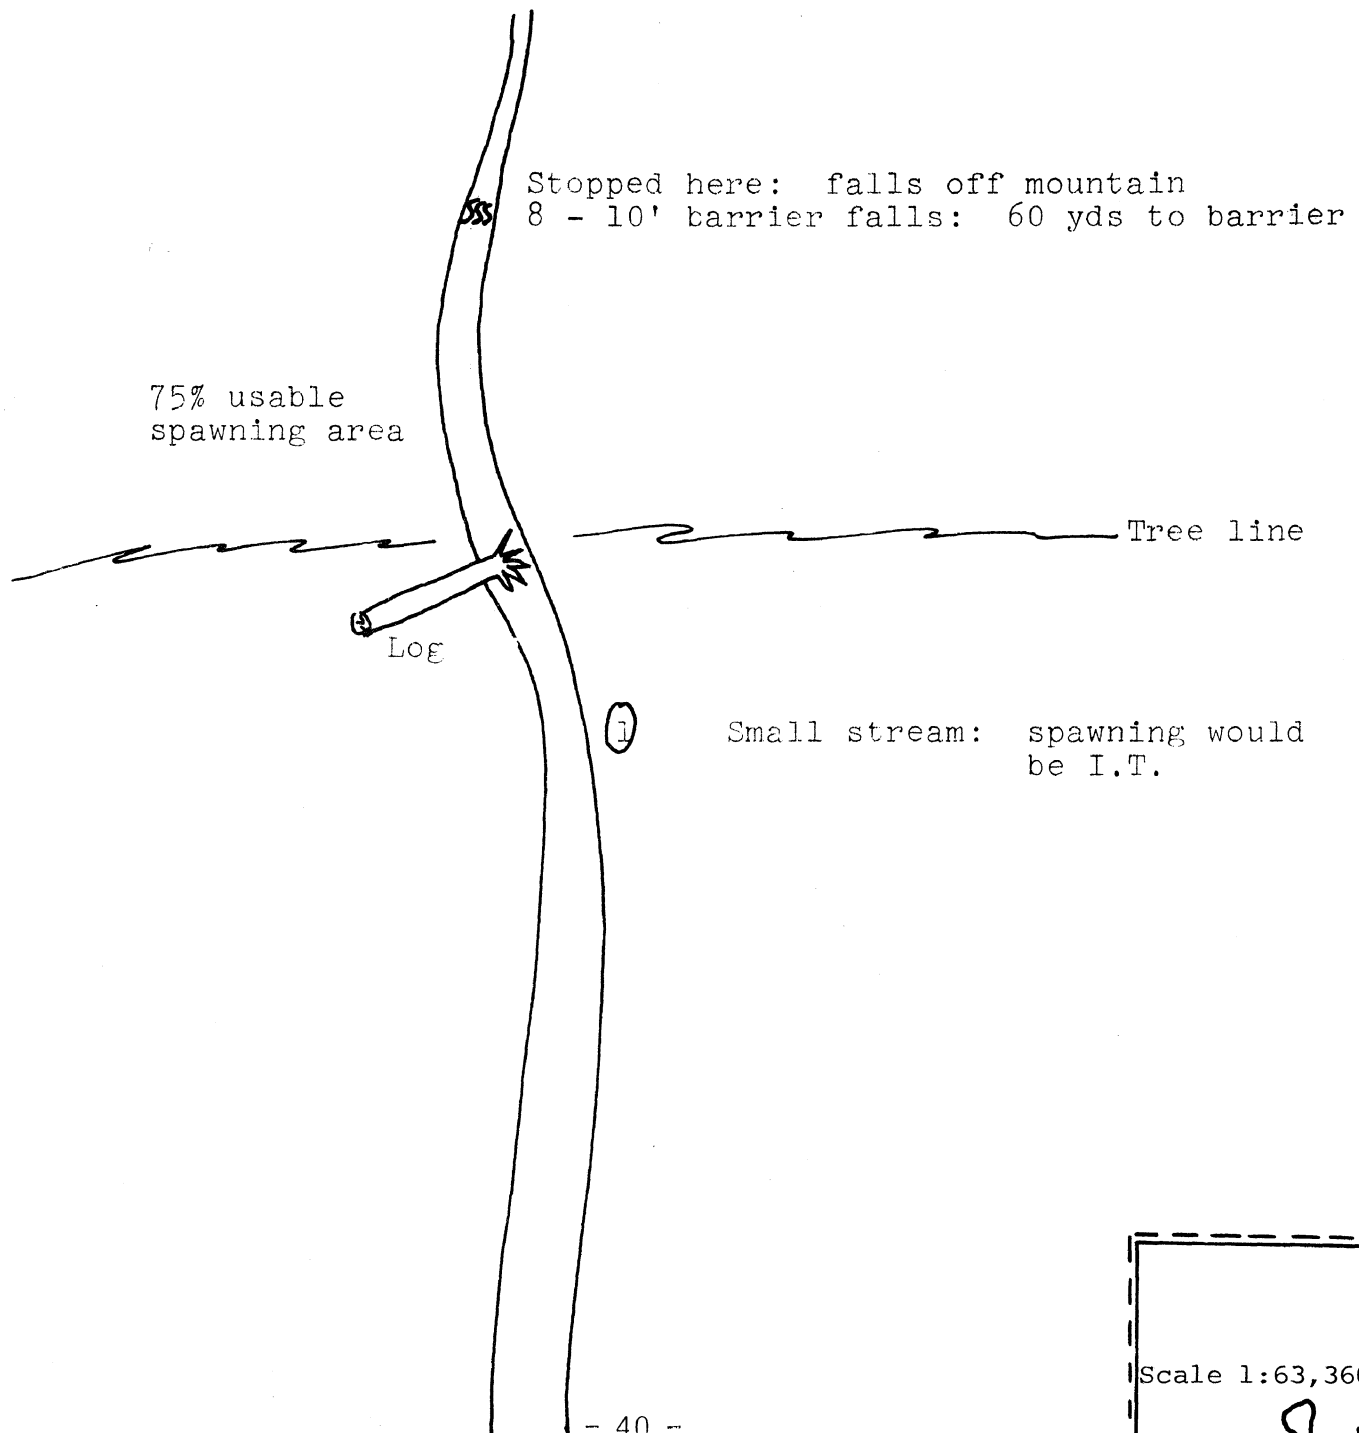 Stopped here: falls off mountain
8 - 10' barrier falls: 60 yds to barrier
75% usable
spawning area
Tree line
Log
1 Small stream: spawning would
be I.T.
Scale 1:63,360
- 40 -